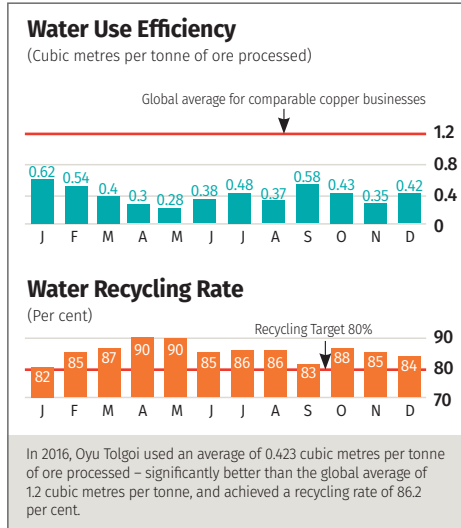 Water Use Efficiency
(Cubic metres per tonne of ore processed)
Global average for comparable copper businesses
1.2
0.8
0.62 0.54 0.4 0.3 0.28 0.38 0.48 0.37 0.58 0.43 0.35 0.42
0.4
0
J F M A M J J A S O N D
Water Recycling Rate
(Per cent)
Recycling Target 80%
90
82 85 87 90 90 85 86 86 83 88 85 84
80
70
J F M A M J J A S O N D
In 2016, Oyu Tolgoi used an average of 0.423 cubic metres per tonne
of ore processed – significantly better than the global average of
1.2 cubic metres per tonne, and achieved a recycling rate of 86.2
per cent.